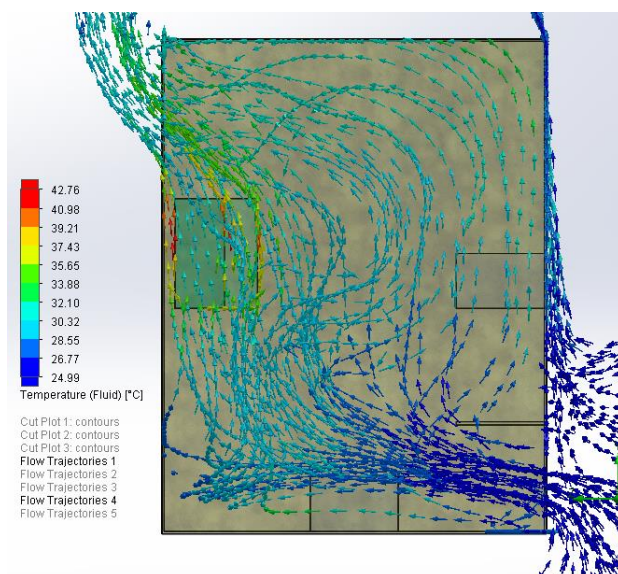 42.76
40.98
39.21
37.43
35.65
33.88
32.10
30.32
28.55
26.77
24.99
Temperature (Fluid) [°C]
Cut Plot 1: contours
Cut Plot 2: contours
Cut Plot 3: contours
Flow Trajectories 1
Flow Trajectories 2
Flow Trajectories 3
Flow Trajectories 4
Flow Trajectories 5